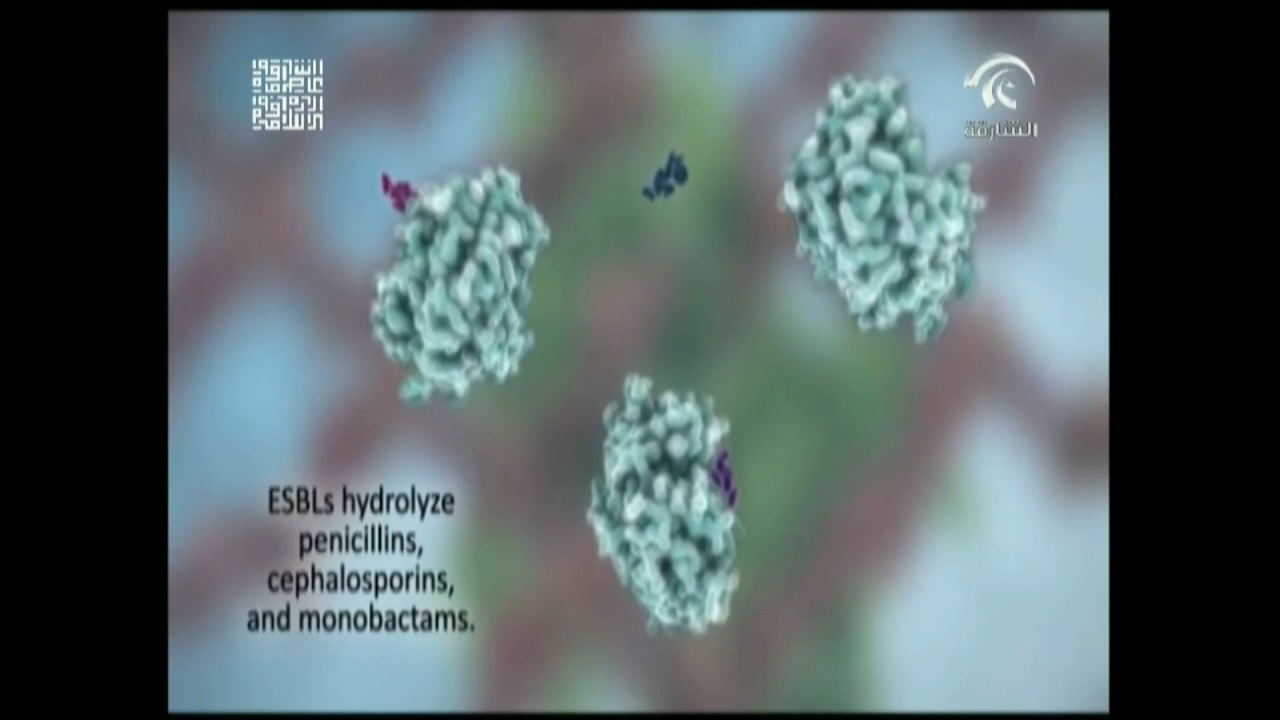 الشارقة
ESBLs hydrolyze
penicillins,
cephalosporins,
and monobactams.